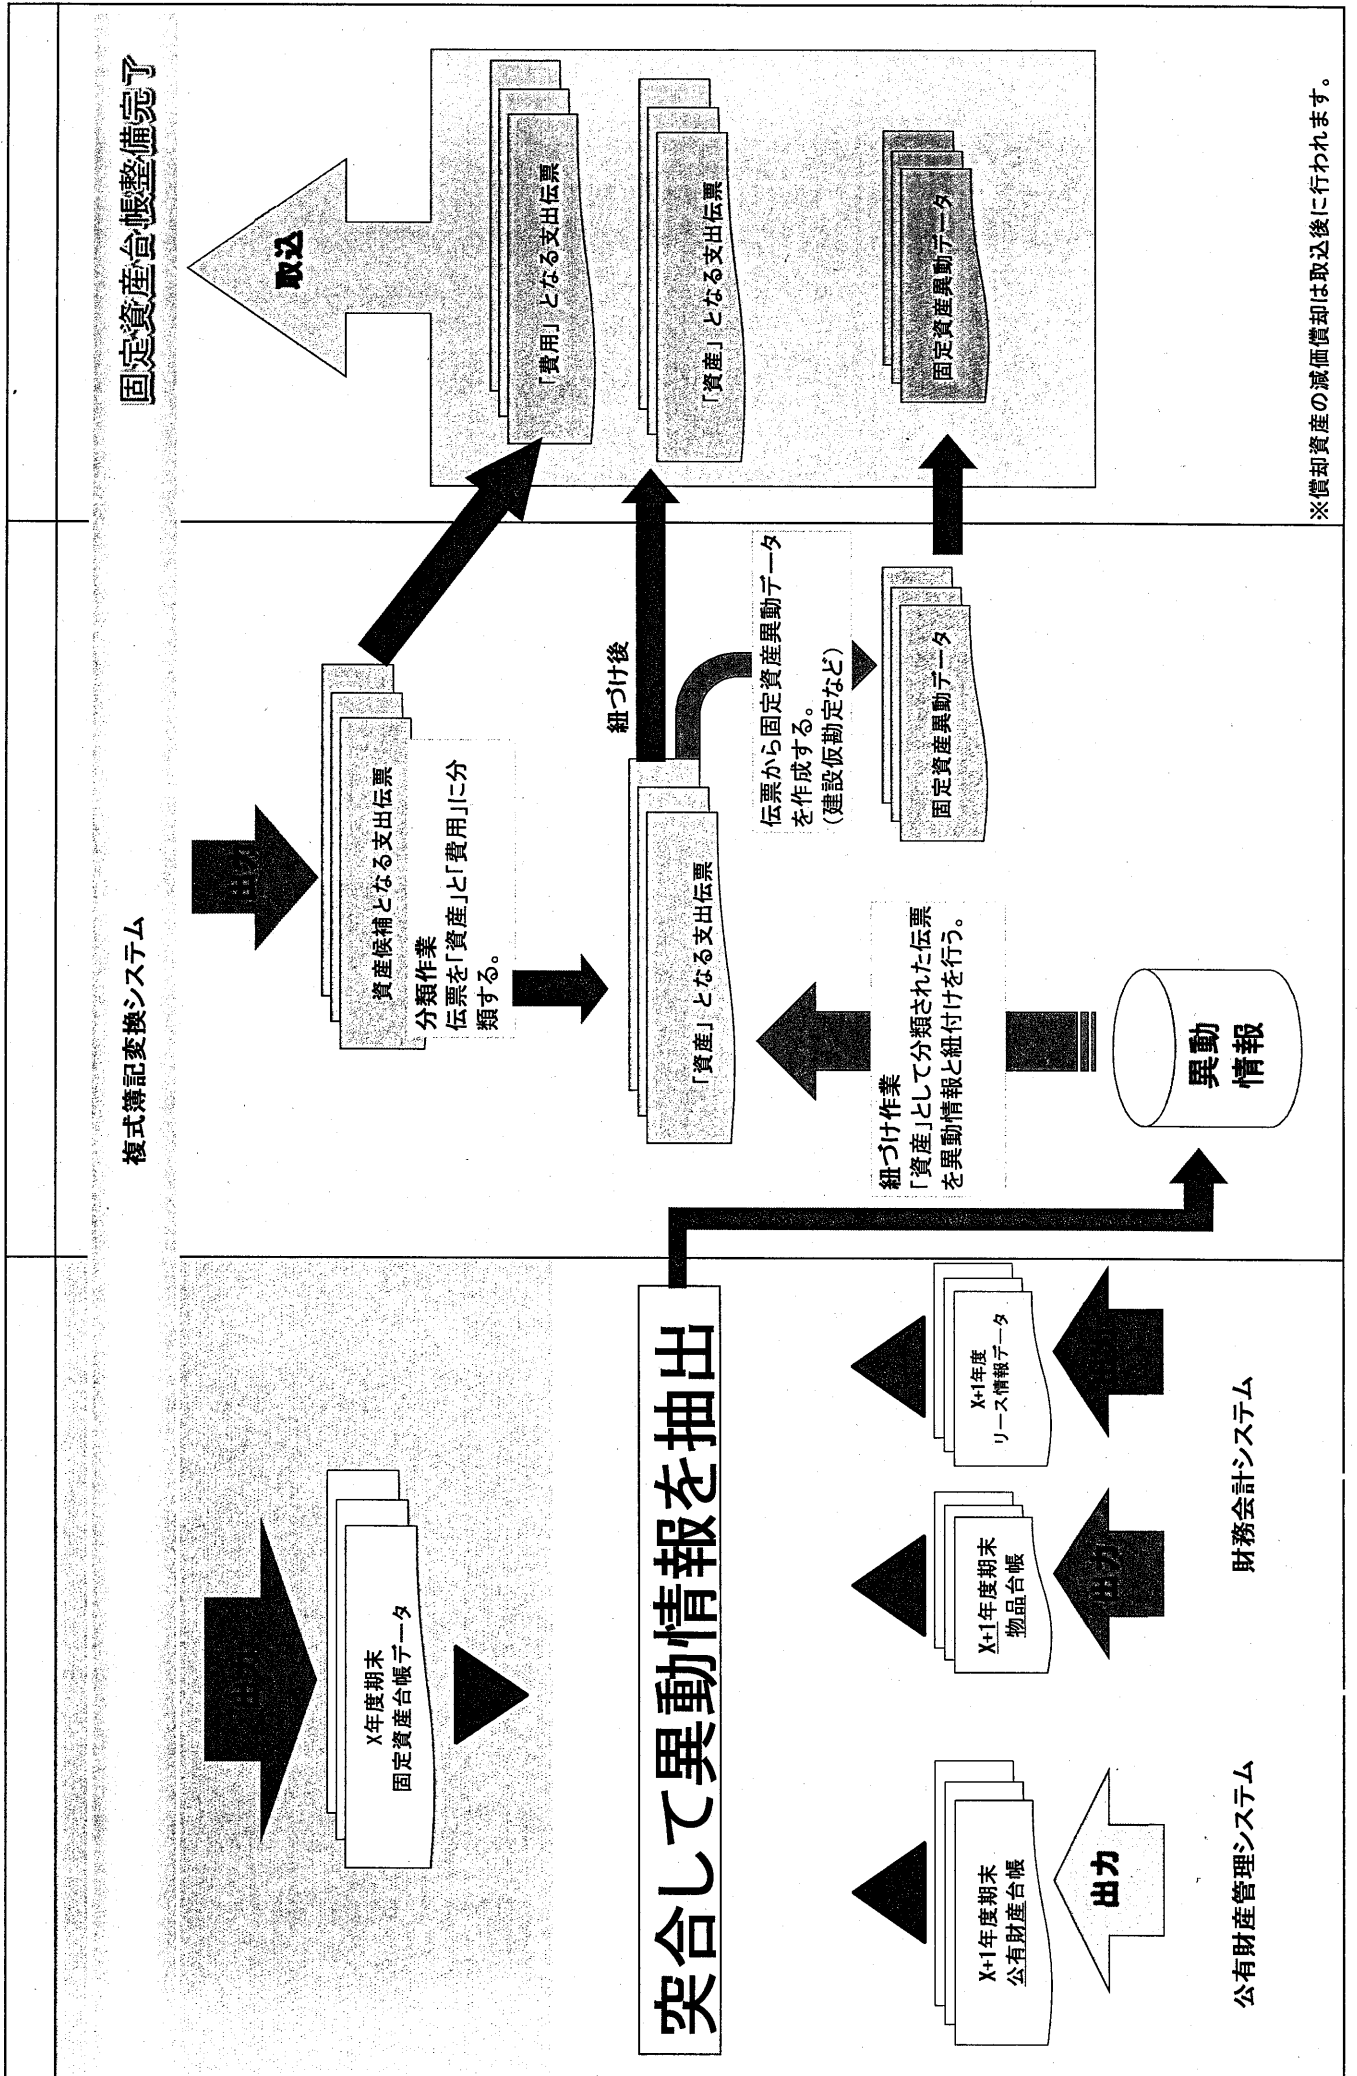 複式簿記変換システム
固定資産台帳整備完了
出力
X年度期末
固定資産台帳データ
突合して異動情報を抽出
X+1年度期末
公有財産台帳
出力
公有財産管理システム
X+1年度期末
物品台帳
出力
X+1年度
リース情報データ
財務会計システム
出力
資産候補となる支出伝票
分類作業
伝票を「資産」と「費用」に分
類する。
「資産」となる支出伝票
紐づけ作業
「資産」として分類された伝票
を異動情報と紐付けを行う。
異動
情報
紐づけ後
伝票から固定資産異動データ
を作成する。
(建設仮勘定など)
固定資産異動データ
取込
「費用」となる支出伝票
「資産」となる支出伝票
固定資産異動データ
※償却資産の減価償却は取込後に行われます。